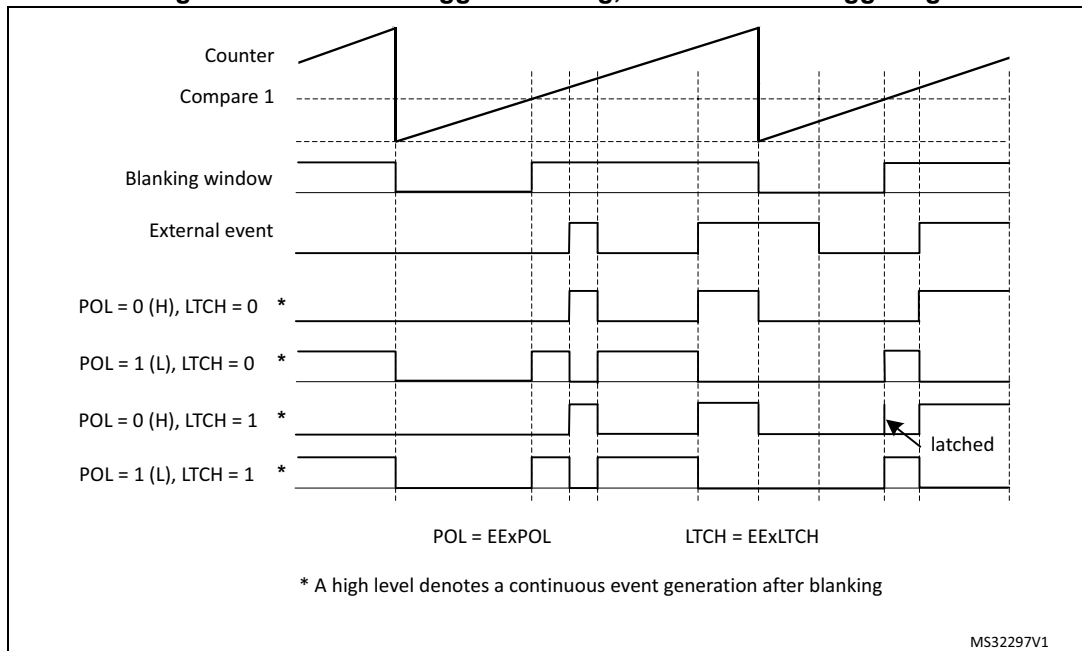 Counter
Compare 1
Blanking window
External event
POL = 0 (H), LTCH = 0 *
POL = 1 (L), LTCH = 0 *
POL = 0 (H), LTCH = 1 *
latched
POL = 1 (L), LTCH = 1 *
POL = EExPOL LTCH = EExLTCH
* A high level denotes a continuous event generation after blanking
MS32297V1